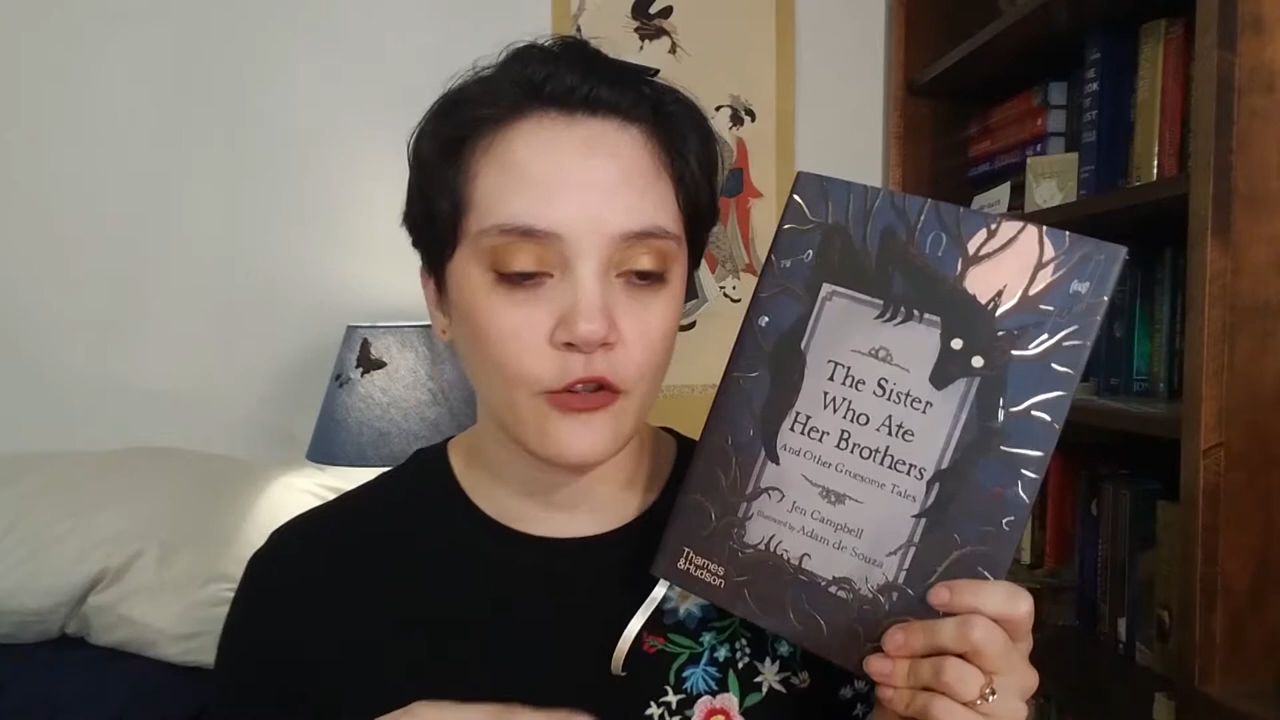 The Sister
Who Ate
Her Brothers
And Other Gruesome Tales
Jen Campbell
Illustrated by Adam de Souza
Thames
&Hudson